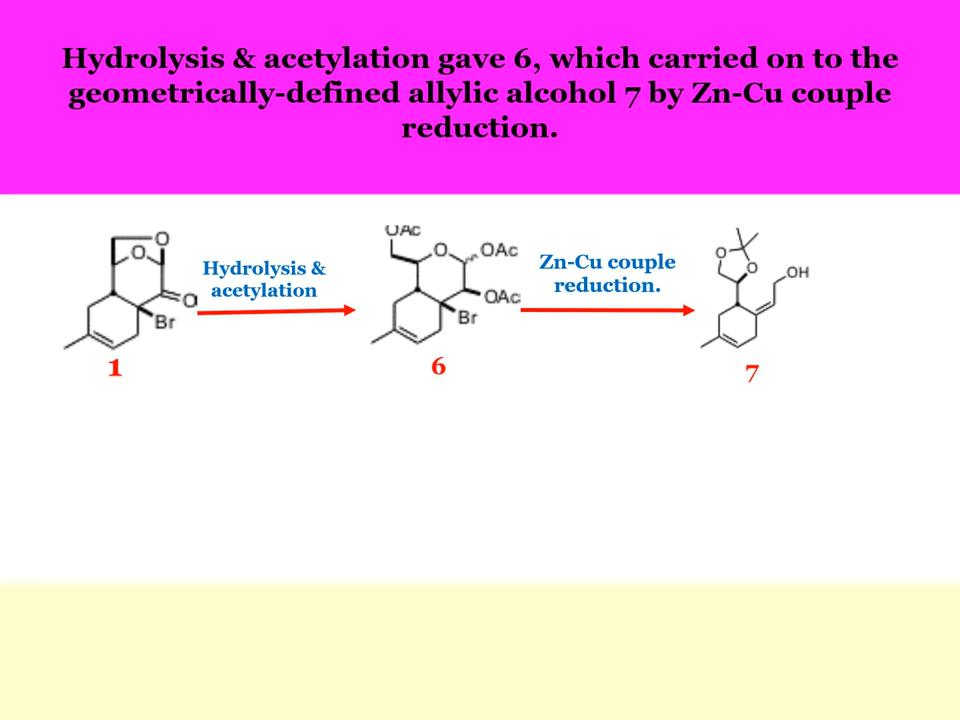 Hydrolysis & acetylation gave 6, which carried on to the
geometrically-defined allylic alcohol 7 by Zn-Cu couple
reduction.
O
O
O
Br
1
Hydrolysis &
acetylation
OAc
O
OAc
OAc
Br
6
Zn-Cu couple
reduction.
O
O
OH
7